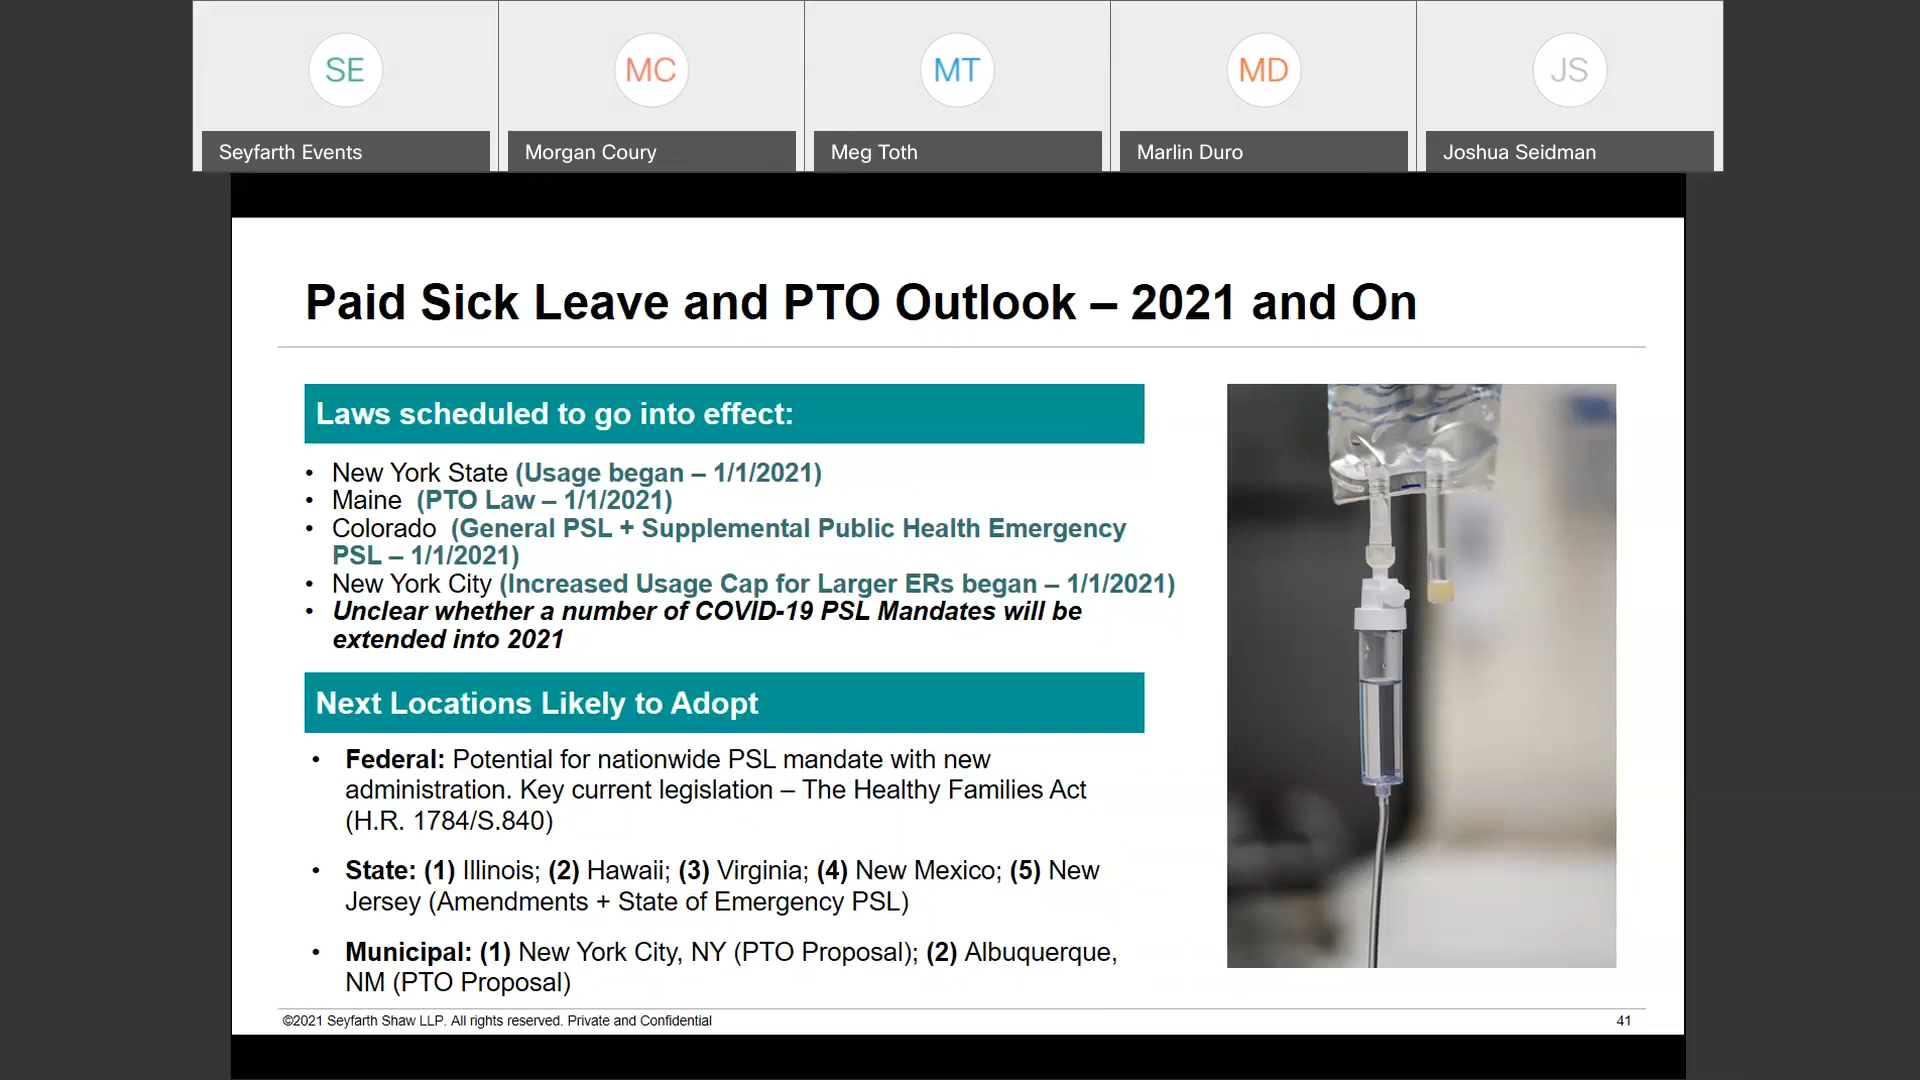 SE
MC
MT
MD
JS
Seyfarth Events
Morgan Coury
Meg Toth
Marlin Duro
Joshua Seidman
Paid Sick Leave and PTO Outlook – 2021 and On
Laws scheduled to go into effect:
• New York State (Usage began – 1/1/2021)
• Maine (PTO Law – 1/1/2021)
• Colorado (General PSL + Supplemental Public Health Emergency
PSL – 1/1/2021)
• New York City (Increased Usage Cap for Larger ERs began – 1/1/2021)
• Unclear whether a number of COVID-19 PSL Mandates will be
extended into 2021
Next Locations Likely to Adopt
• Federal: Potential for nationwide PSL mandate with new
administration. Key current legislation – The Healthy Families Act
(H.R. 1784/S.840)
• State: (1) Illinois; (2) Hawaii; (3) Virginia; (4) New Mexico; (5) New
Jersey (Amendments + State of Emergency PSL)
• Municipal: (1) New York City, NY (PTO Proposal); (2) Albuquerque,
NM (PTO Proposal)
©2021 Seyfarth Shaw LLP. All rights reserved. Private and Confidential
41